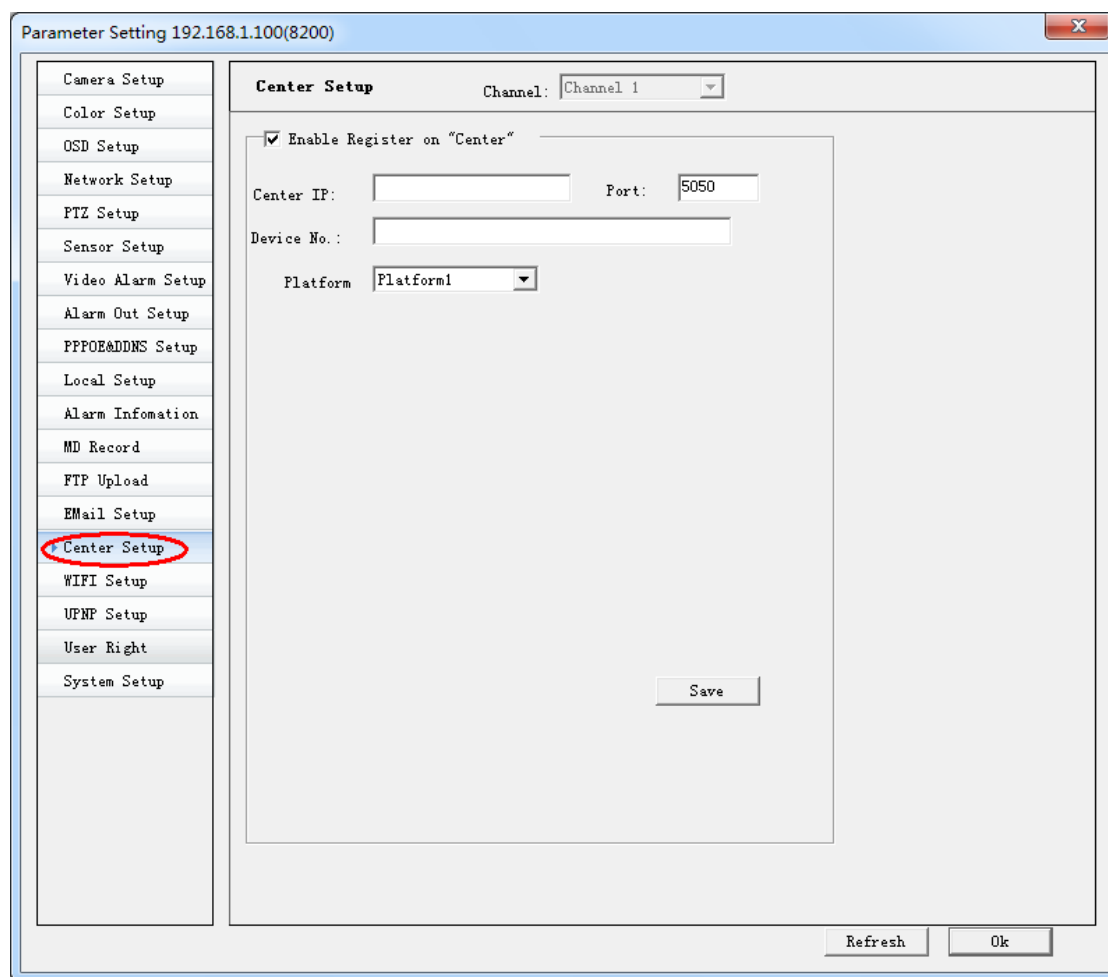 Parameter Setting 192.168.1.100(8200)
Camera Setup
Color Setup
OSD Setup
Network Setup
PTZ Setup
Sensor Setup
Video Alarm Setup
Alarm Out Setup
PPPOE&DDNS Setup
Local Setup
Alarm Infomation
MD Record
FTP Upload
EMail Setup
Center Setup
WIFI Setup
UPNP Setup
User Right
System Setup
Center Setup Channel: Channel 1
Enable Register on "Center"
Center IP: Port: 5050
Device No.:
Platform Platform1
Save
Refresh Ok